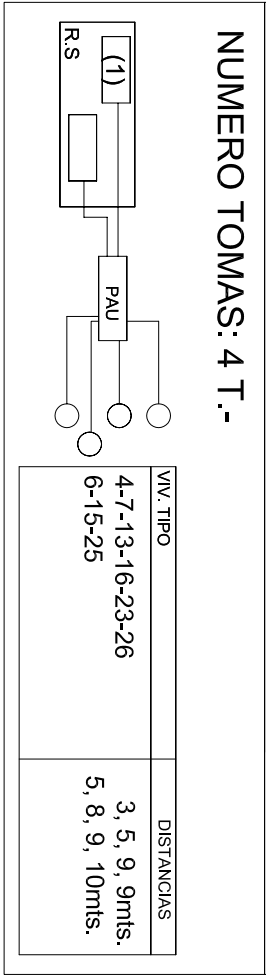 NUMERO TOMAS: 4 T.-
(1)
R.S
PAU
VIV. TIPO
DISTANCIAS
4-7-13-16-23-26
3, 5, 9, 9mts.
6-15-25
5, 8, 9, 10mts.